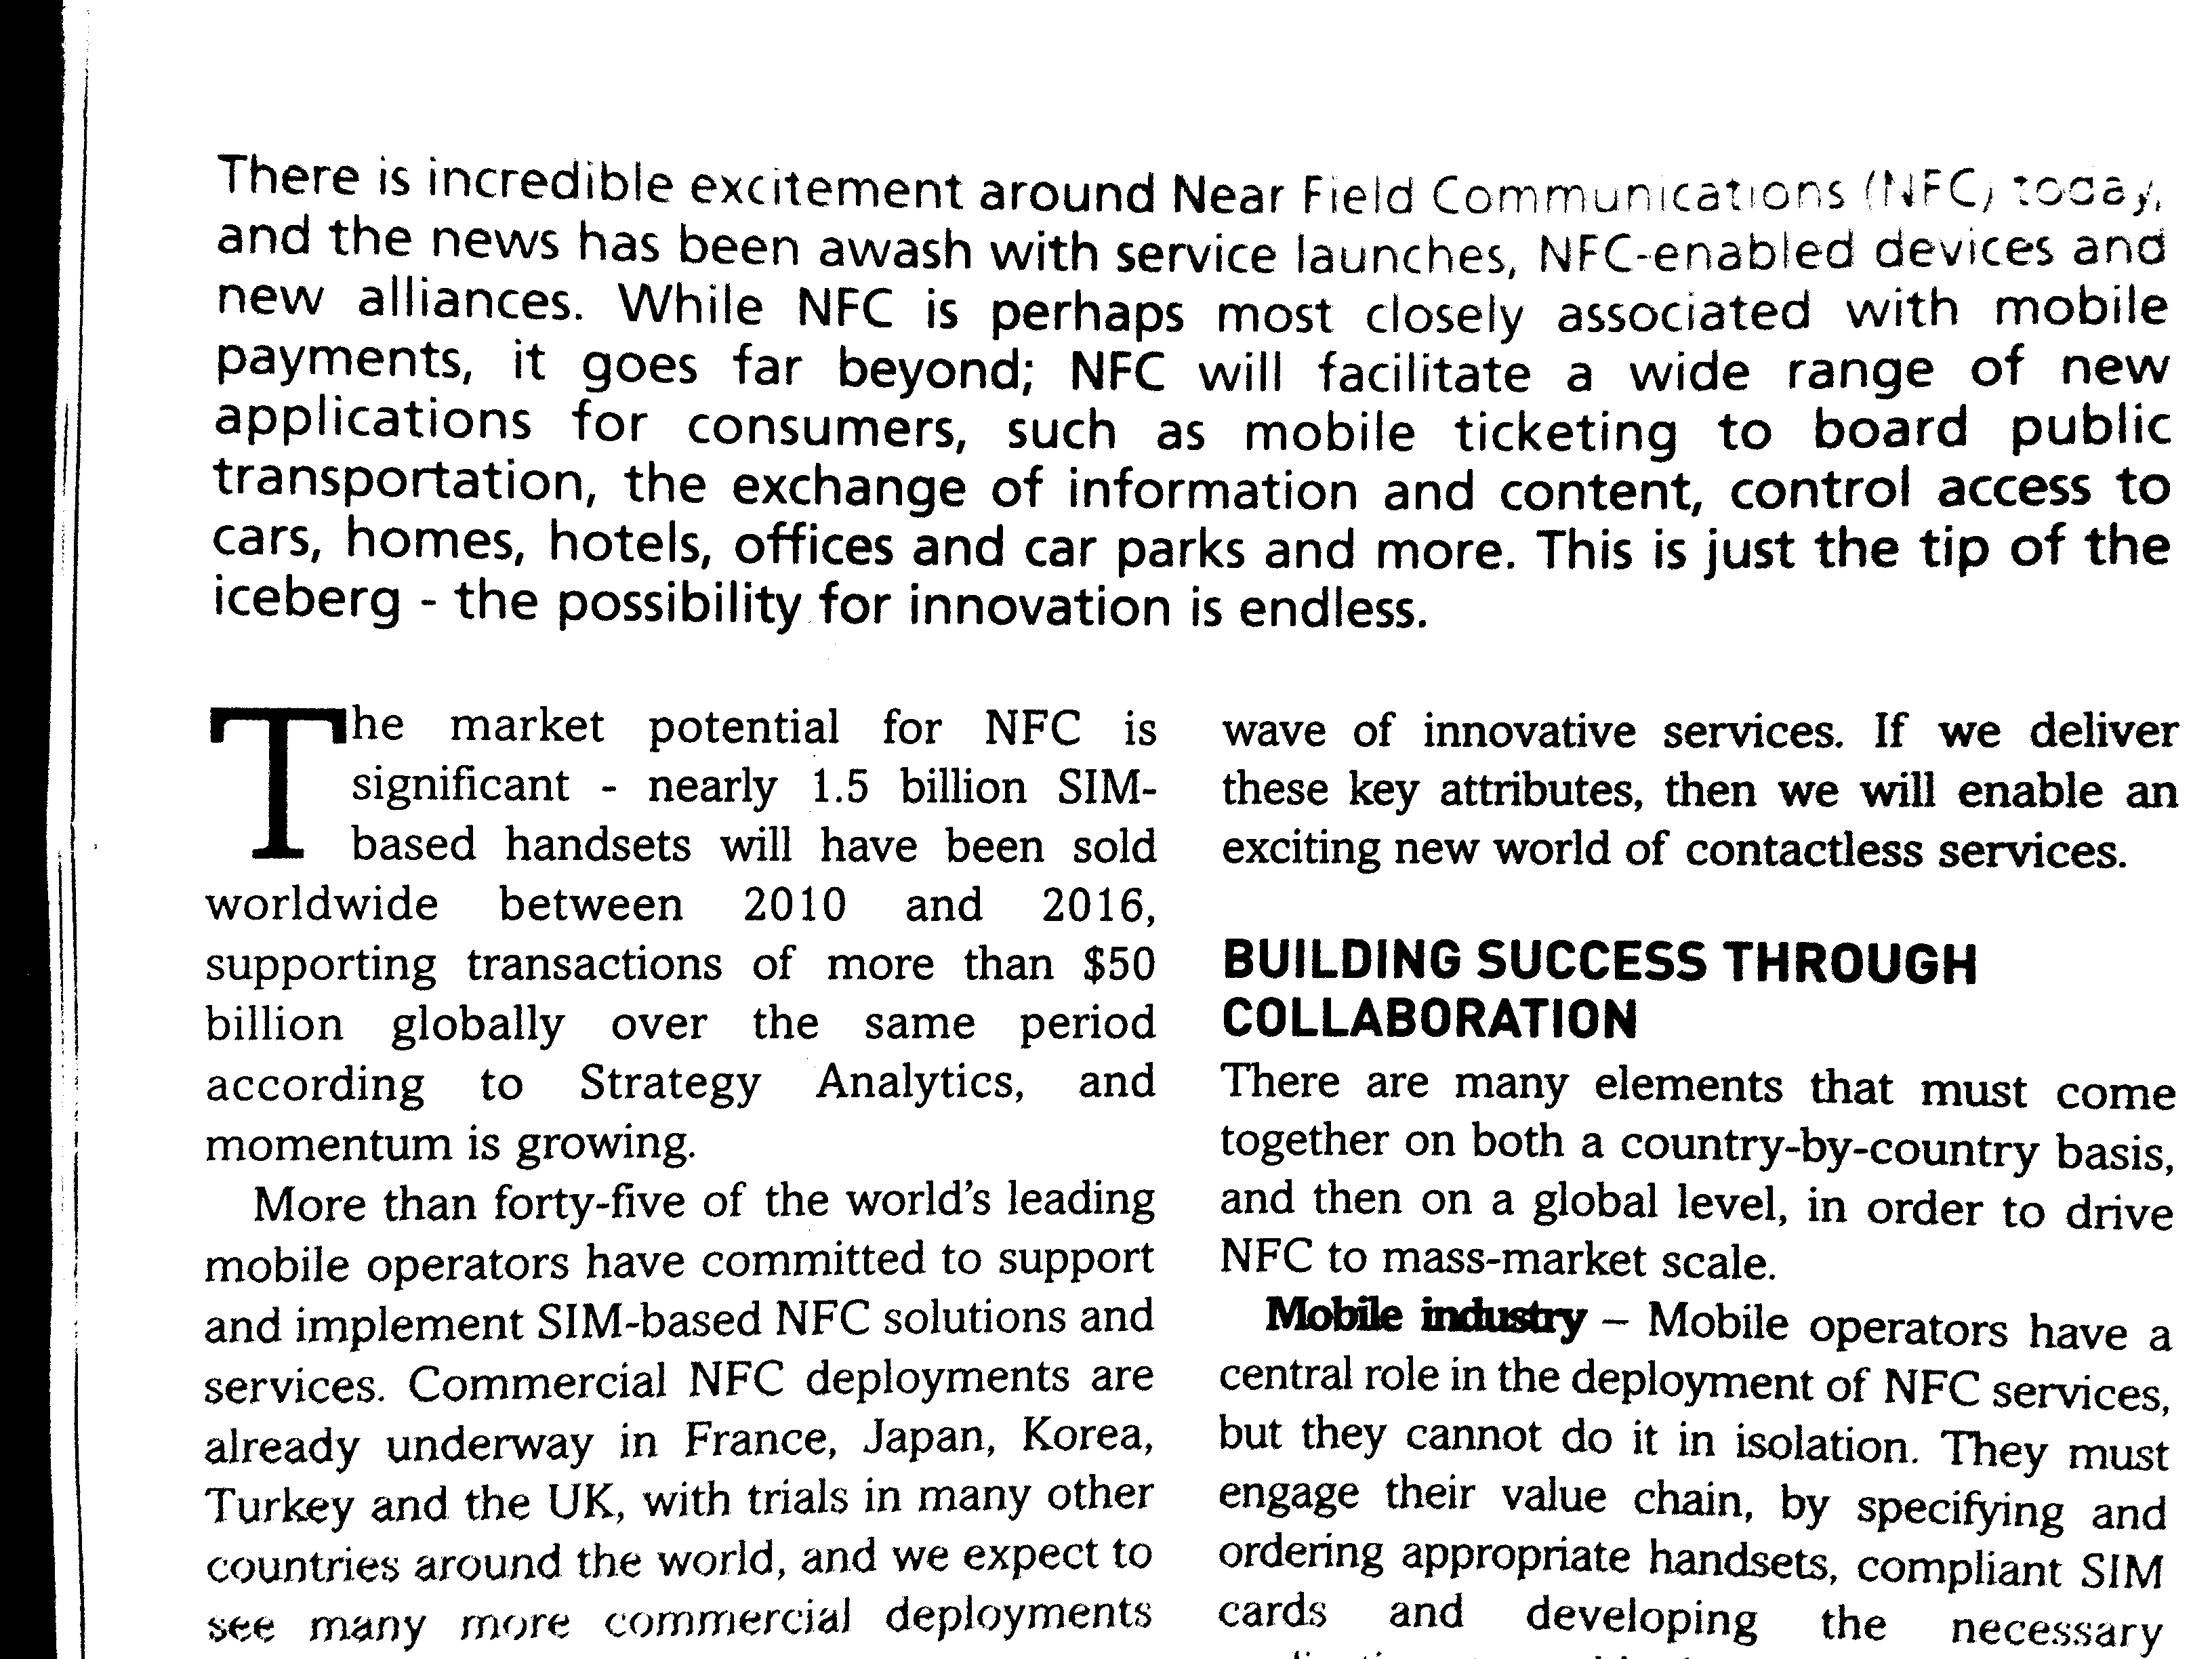 There is incredible excitement around Near Field Communications (NFC) today,
and the news has been awash with service launches, NFC-enabled devices and
new alliances. While NFC is perhaps most closely associated with mobile
payments, it goes far beyond; NFC will facilitate a wide range of new
applications for consumers, such as mobile ticketing to board public
transportation, the exchange of information and content, control access to
cars, homes, hotels, offices and car parks and more. This is just the tip of the
iceberg - the possibility for innovation is endless.
The market potential for NFC is
significant - nearly 1.5 billion SIM-
based handsets will have been sold
worldwide between 2010 and 2016,
supporting transactions of more than $50
billion globally over the same period
according to Strategy Analytics, and
momentum is growing.
More than forty-five of the world's leading
mobile operators have committed to support
and implement SIM-based NFC solutions and
services. Commercial NFC deployments are
already underway in France, Japan, Korea,
Turkey and the UK, with trials in many other
countries around the world, and we expect to
see many more commercial deployments
wave of innovative services. If we deliver
these key attributes, then we will enable an
exciting new world of contactless services.
BUILDING SUCCESS THROUGH
COLLABORATION
There are many elements that must come
together on both a country-by-country basis,
and then on a global level, in order to drive
NFC to mass-market scale.
Mobile industry – Mobile operators have a
central role in the deployment of NFC services,
but they cannot do it in isolation. They must
engage their value chain, by specifying and
ordering appropriate handsets, compliant SIM
cards and developing the necessary